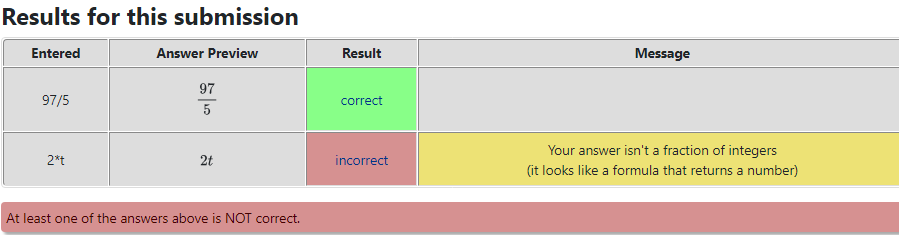 Results for this submission
Entered Answer Preview Result Message
97/5 97/5 correct
2*t 2t incorrect Your answer isn't a fraction of integers
(it looks like a formula that returns a number)
At least one of the answers above is NOT correct.